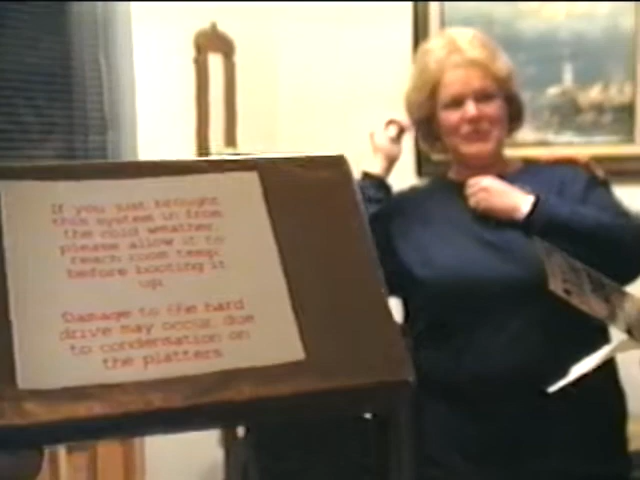 If you just brought
this system in from
the cold weather,
please allow it to
reach room temp.
before booting it
up.
Damage to the hard
drive may occur due
to condensation on
the platters